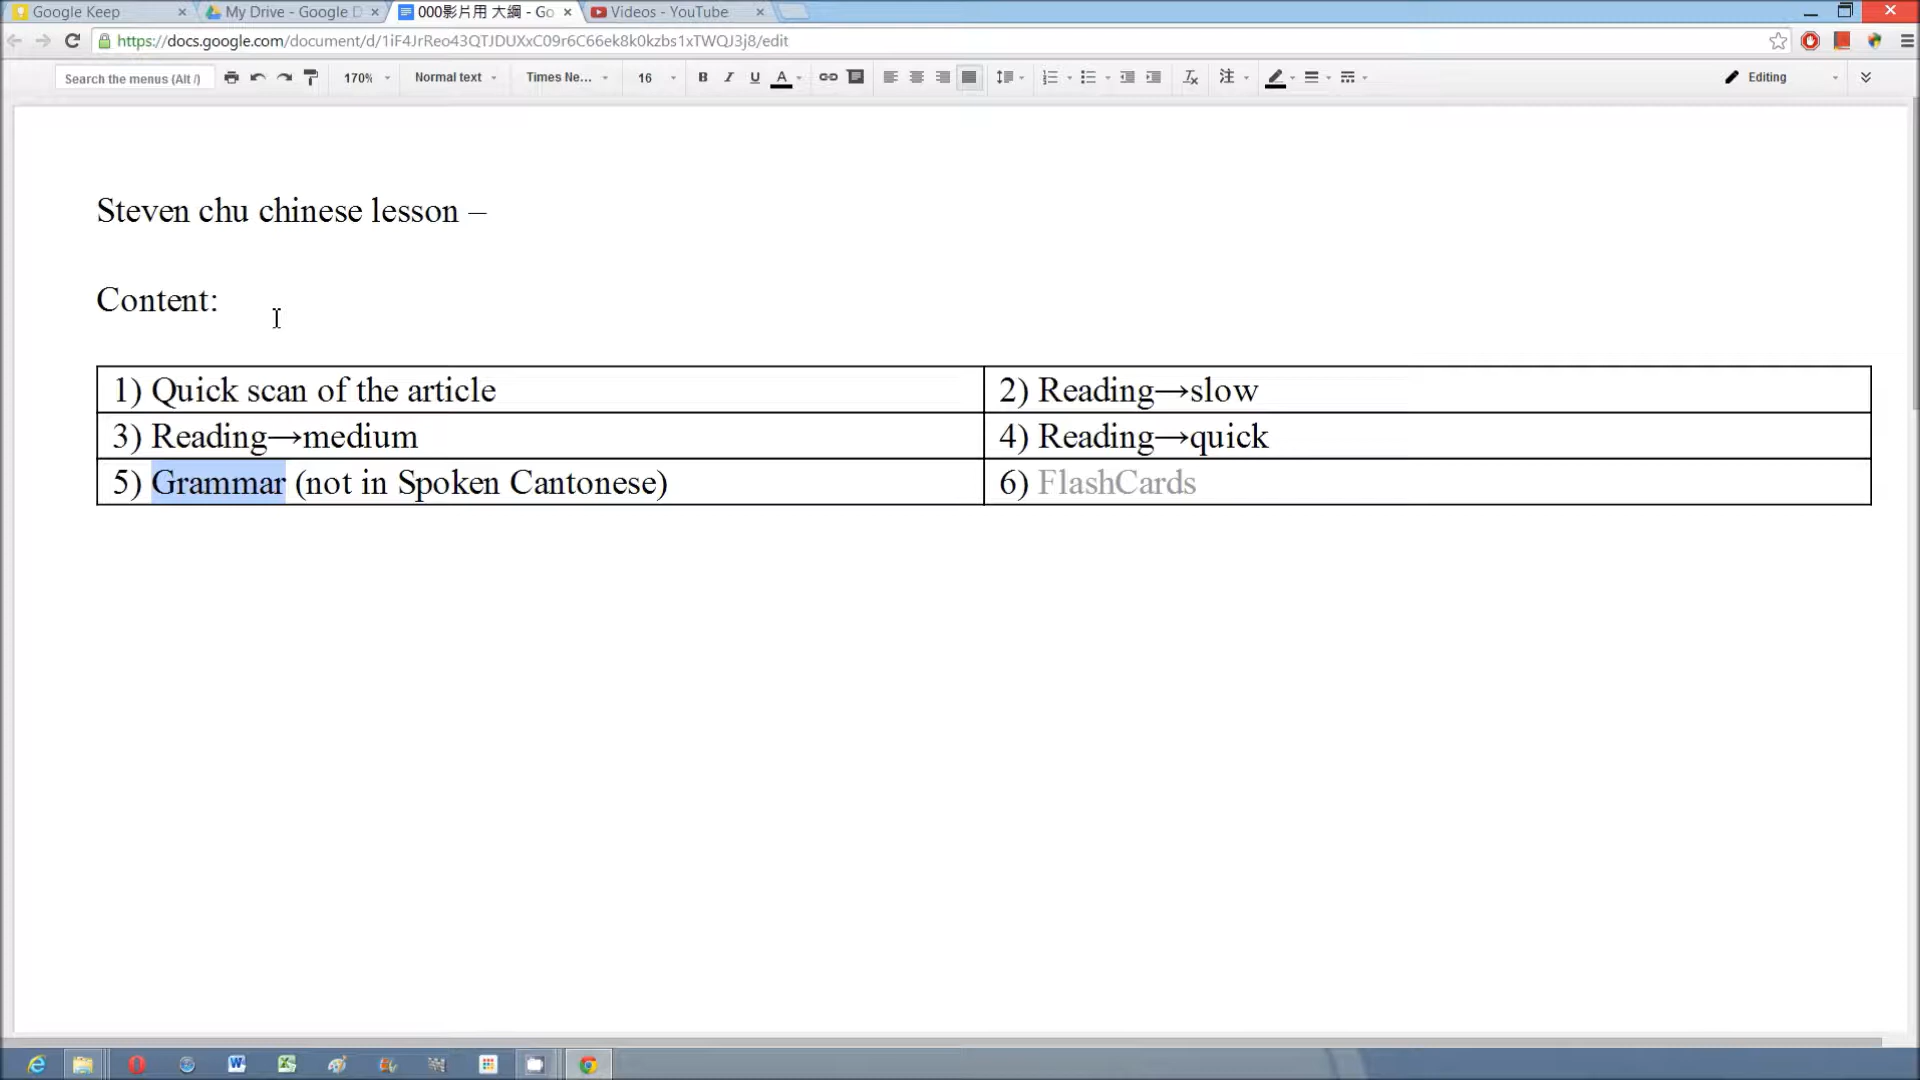 Google Keep
My Drive - Google D
000影片用 大綱 - Go
Videos - YouTube
https://docs.google.com/document/d/1iF4JrReo43QTJDUXxC09r6C66ek8k0kzbs1xTWQJ3j8/edit
Search the menus (Alt /)
170%
Normal text
Times Ne...
16
B
I
U
A
注
Editing
Steven chu chinese lesson –
Content:
1) Quick scan of the article
2) Reading→slow
3) Reading→medium
4) Reading→quick
5) Grammar (not in Spoken Cantonese)
6) FlashCards